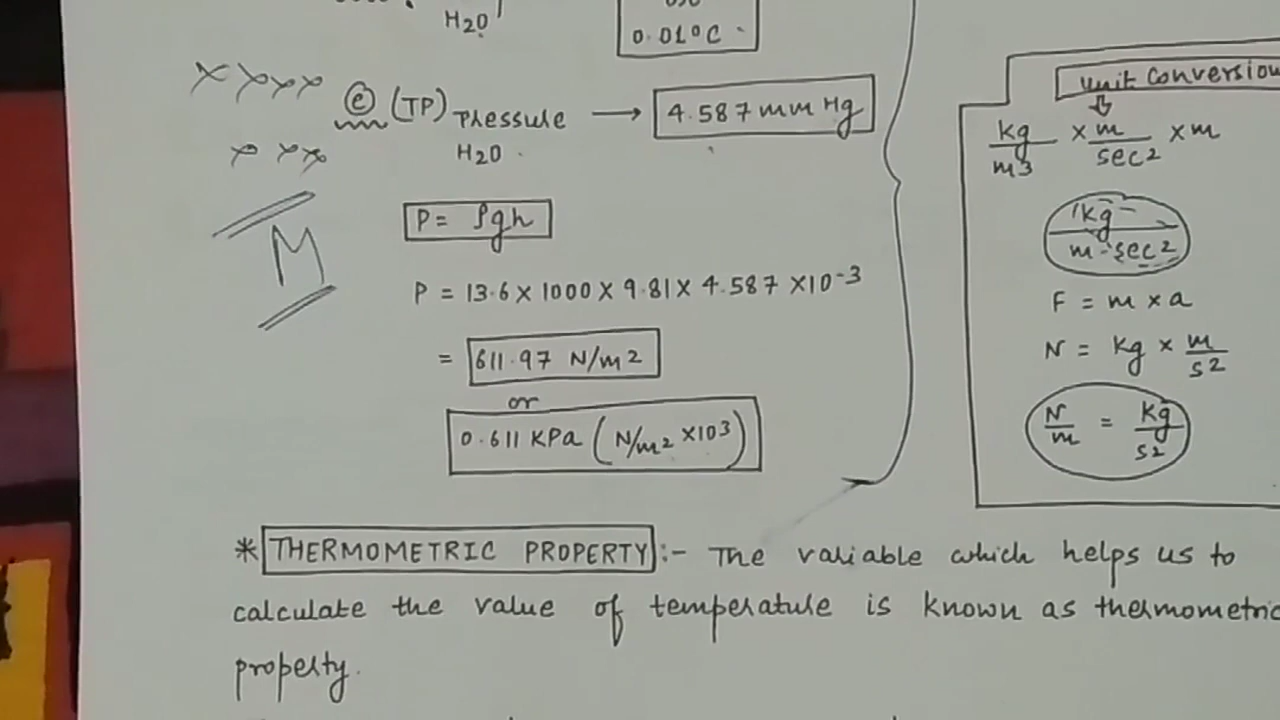 H2O
0.01°C
(e) (TP) Pressure → 4.587 mm Hg
H2O
M
P = ρgh
P = 13.6 × 1000 × 9.81 × 4.587 × 10-3
= 611.97 N/m2
or
0.611 KPa (N/m2 ×103)
unit conversion
kg/m3 × m/sec2 × m
1kg/m-sec2
F = m × a
N = kg × m/s2
N/m = kg/s2
* THERMOMETRIC PROPERTY :- The variable which helps us to
calculate the value of temperature is known as thermometric
property.